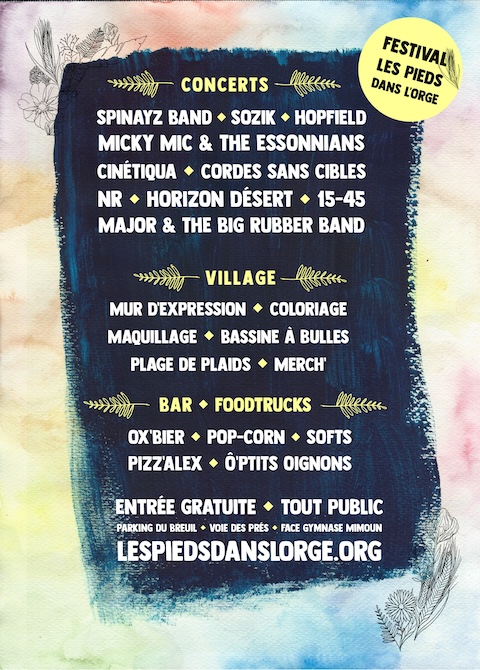 FESTIVAL
LES PIEDS
DANS L'ORGE
CONCERTS
SPINAYZ BAND ◆ SOZIK ◆ HOPFIELD
MICKY MIC & THE ESSONNIANS
CINÉTIQUA ◆ CORDES SANS CIBLES
NR ◆ HORIZON DÉSERT ◆ 15-45
MAJOR & THE BIG RUBBER BAND
VILLAGE
MUR D'EXPRESSION ◆ COLORIAGE
MAQUILLAGE ◆ BASSINE À BULLES
PLAGE DE PLAIDS ◆ MERCH'
BAR ◆ FOODTRUCKS
OX'BIER ◆ POP-CORN ◆ SOFTS
PIZZ'ALEX ◆ Ô'PTITS OIGNONS
ENTRÉE GRATUITE ◆ TOUT PUBLIC
PARKING DU BREUIL ◆ VOIE DES PRÉS ◆ FACE GYMNASE MIMOUN
LESPIEDSDANSLORGE.ORG